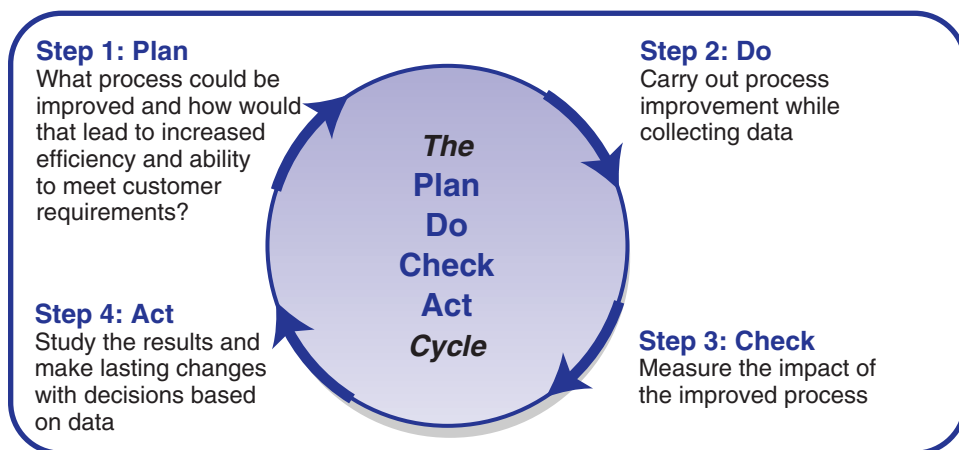 Step 1: Plan
What process could be
improved and how would
that lead to increased
efficiency and ability
to meet customer
requirements?
Step 2: Do
Carry out process
improvement while
collecting data
The
Plan
Do
Check
Act
Cycle
Step 3: Check
Measure the impact of
the improved process
Step 4: Act
Study the results and
make lasting changes
with decisions based
on data